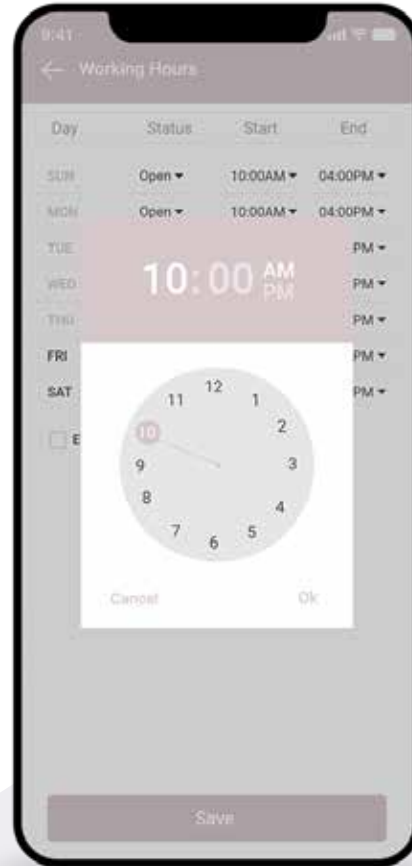 9:41
← Working Hours
Day Status Start End
SUN Open 10:00AM 04:00PM
MON Open 10:00AM 04:00PM
TUE PM
WED PM
THU PM
FRI PM
SAT PM
10:00 AM
PM
E
12
11 1
10 2
9 3
8 4
7 5
6
Cancel Ok
Save